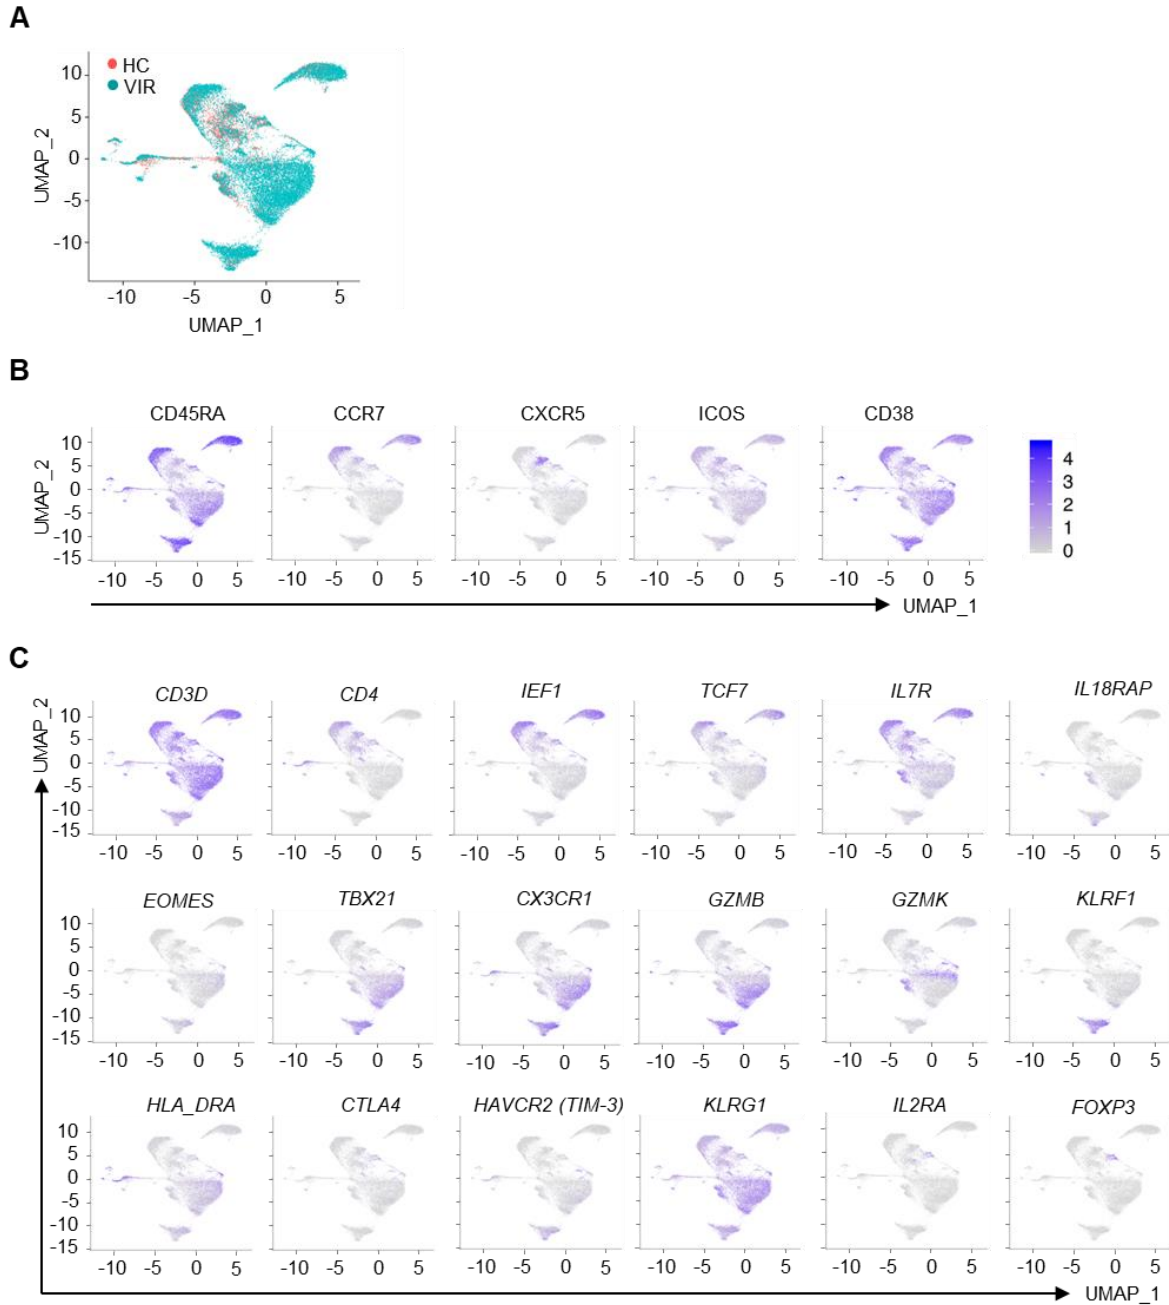 A
HC
VIR
10
5
0
-5
-10
UMAP_2
-10 -5 0 5
UMAP_1
B
CD45RA CCR7 CXCR5 ICOS CD38
UMAP_2
10
5
0
-5
-10
-15
4
3
2
1
0
-10 -5 0 5 -10 -5 0 5 -10 -5 0 5 -10 -5 0 5 -10 -5 0 5
UMAP_1
C
CD3D CD4 IEF1 TCF7 IL7R IL18RAP
UMAP_2
10
5
0
-5
-10
-15
-10 -5 0 5 -10 -5 0 5 -10 -5 0 5 -10 -5 0 5 -10 -5 0 5 -10 -5 0 5
EOMES TBX21 CX3CR1 GZMB GZMK KLRF1
10
5
0
-5
-10
-15
-10 -5 0 5 -10 -5 0 5 -10 -5 0 5 -10 -5 0 5 -10 -5 0 5 -10 -5 0 5
HLA_DRA CTLA4 HAVCR2 (TIM-3) KLRG1 IL2RA FOXP3
10
5
0
-5
-10
-15
-10 -5 0 5 -10 -5 0 5 -10 -5 0 5 -10 -5 0 5 -10 -5 0 5 -10 -5 0 5
UMAP_1